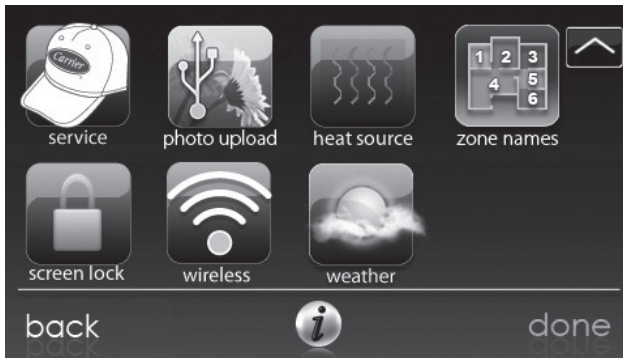 Carrier
1 2 3
4 5
6
service
photo upload
heat source
zone names
screen lock
wireless
weather
back
i
done